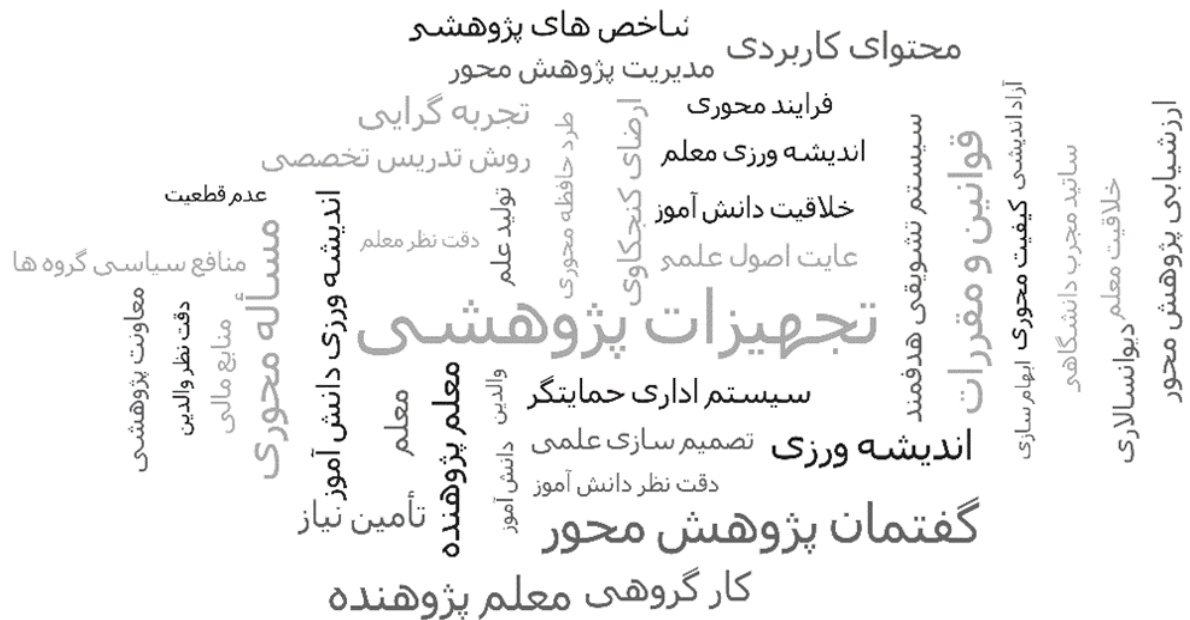 شاخص های پژوهشی
محتوای کاربردی
مدیریت پژوهش محور
فرایند محوری
تجربه گرایی
روش تدریس تخصصی
طرد حافظه محوری
ارضای کنجکاوی
اندیشه ورزی معلم
خلاقیت دانش آموز
عایت اصول علمی
سیستم تشویقی هدفمند
قوانین و مقررات
آزاد اندیشی
کیفیت محوری
ابهام سازی
ساتید مجرب دانشگاهی
خلاقیت معلم
دیوانسالاری
ارزشیابی پژوهش محور
عدم قطعیت
منافع سیاسی گروه ها
مسأله محوری
اندیشه ورزی دانش آموز
دقت نظر معلم
تولید علم
تجهیزات پژوهشی
معاونت پژوهشی
دقت نظر والدین
منابع مالی
معلم
معلم پژوهنده
والدین
دانش آموز
سیستم اداری حمایتگر
تصمیم سازی علمی
اندیشه ورزی
دقت نظر دانش آموز
تأمین نیاز
گفتمان پژوهش محور
کار گروهی
معلم پژوهنده